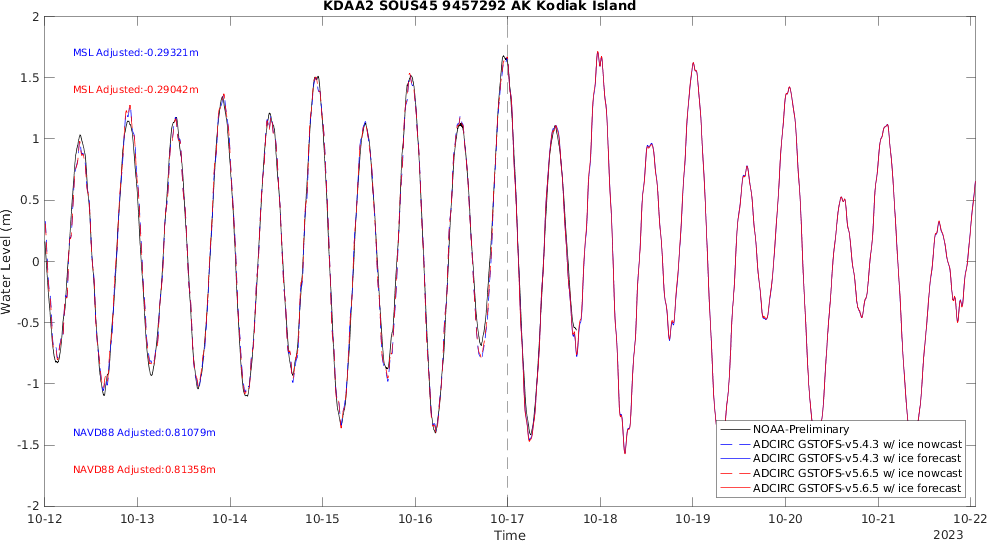 KDAA2 SOUS45 9457292 AK Kodiak Island
MSL Adjusted:-0.29321m
MSL Adjusted:-0.29042m
NAVD88 Adjusted:0.81079m
NAVD88 Adjusted:0.81358m
Water Level (m)
2
1.5
1
0.5
0
-0.5
-1
-1.5
-2
NOAA-Preliminary
ADCIRC GSTOFS-v5.4.3 w/ ice nowcast
ADCIRC GSTOFS-v5.4.3 w/ ice forecast
ADCIRC GSTOFS-v5.6.5 w/ ice nowcast
ADCIRC GSTOFS-v5.6.5 w/ ice forecast
10-12 10-13 10-14 10-15 10-16 10-17 10-18 10-19 10-20 10-21 10-22
Time
2023